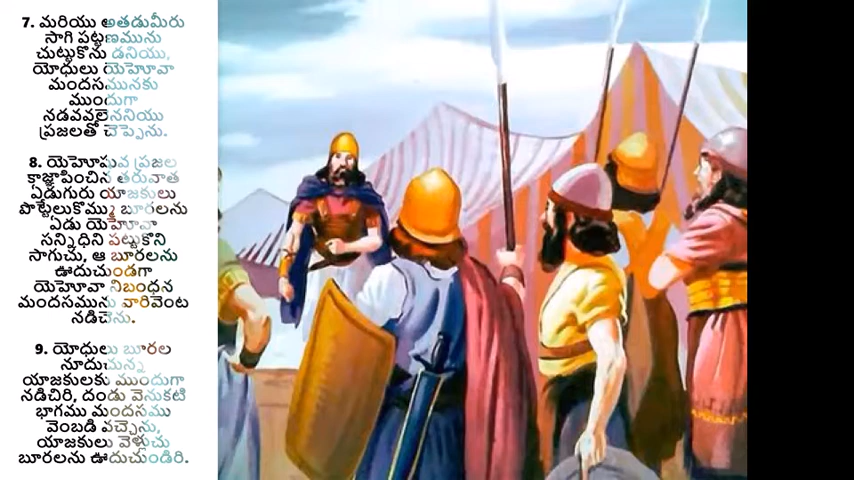 7. మరియు అతడుమీరు
సాగి పట్టణమును
చుట్టుకొను డనియు,
యోధులు యెహోవా
మందసమునకు
ముందుగా
నడవవలెననియు
ప్రజలతో చెప్పెను.
8. యెహోషువ ప్రజల
కాజ్ఞాపించిన తరువాత
ఏడుగురు యాజకులు
పొట్టేలుకొమ్ము బూరలను
ఏడు యెహోవా
సన్నిధిని పట్టుకొని
సాగుచు, ఆ బూరలను
ఊదుచుండగా
యెహోవా నిబంధన
మందసమును వారివెంట
నడిచెను.
9. యోధులు బూరల
నూదుచున్న
యాజకులకు ముందుగా
నడిచిరి, దండు వెనుకటి
భాగము మందసము
వెంబడి వచ్చెను,
యాజకులు వెళ్లుచు
బూరలను ఊదుచుండిరి.